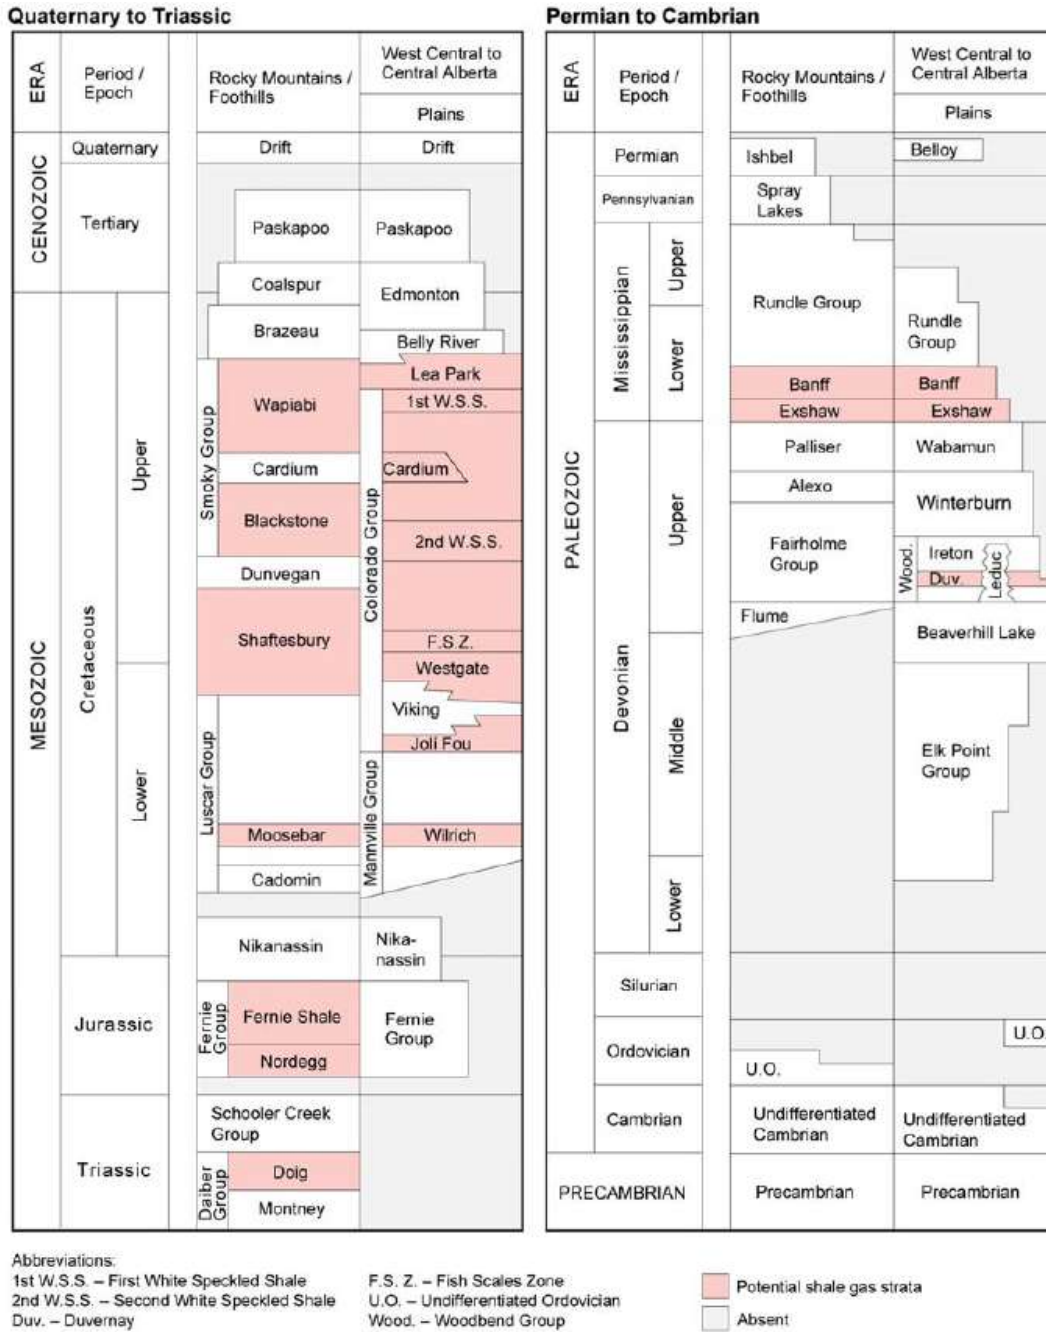 Quaternary to Triassic
ERA
Period /
Epoch
Rocky Mountains /
Foothills
West Central to
Central Alberta
Plains
CENOZOIC
Quaternary
Drift
Drift
Tertiary
Paskapoo
Paskapoo
Coalspur
Edmonton
MESOZOIC
Cretaceous
Upper
Brazeau
Belly River
Smoky Group
Wapiabi
Lea Park
Colorado Group
1st W.S.S.
Cardium
Cardium
Blackstone
2nd W.S.S.
Dunvegan
Shaftesbury
F.S.Z.
Lower
Westgate
Luscar Group
Viking
Joli Fou
Mannville Group
Moosebar
Wilrich
Cadomin
Nikanassin
Nika-
nassin
Jurassic
Fernie
Group
Fernie Shale
Fernie
Group
Nordegg
Triassic
Schooler Creek
Group
Daiber
Group
Doig
Montney
Permian to Cambrian
ERA
Period /
Epoch
Rocky Mountains /
Foothills
West Central to
Central Alberta
Plains
PALEOZOIC
Permian
Ishbel
Belloy
Pennsylvanian
Spray
Lakes
Mississippian
Upper
Rundle Group
Rundle
Group
Lower
Banff
Banff
Exshaw
Exshaw
Devonian
Upper
Palliser
Wabamun
Alexo
Winterburn
Fairholme
Group
Wood.
Ireton
Duv.
Leduc
Flume
Beaverhill Lake
Middle
Elk Point
Group
Lower
Silurian
Ordovician
U.O.
U.O.
Cambrian
Undifferentiated
Cambrian
Undifferentiated
Cambrian
PRECAMBRIAN
Precambrian
Precambrian
Abbreviations:
1st W.S.S. – First White Speckled Shale
2nd W.S.S. – Second White Speckled Shale
Duv. – Duvernay
F.S. Z. – Fish Scales Zone
U.O. – Undifferentiated Ordovician
Wood. – Woodbend Group
Potential shale gas strata
Absent